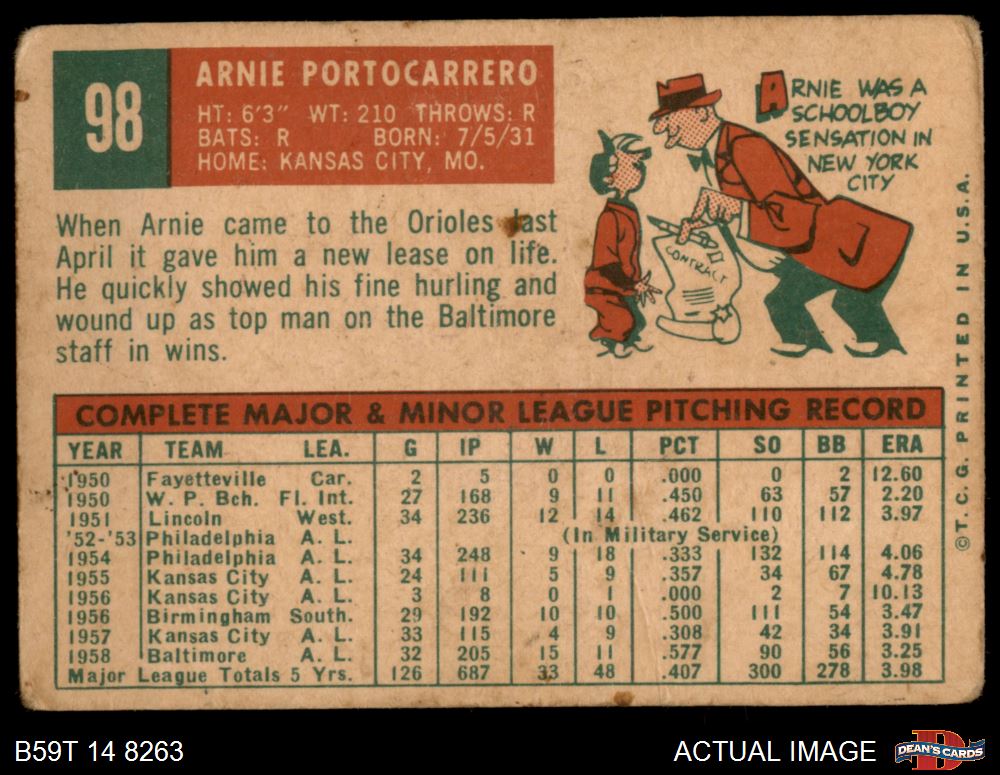 98
ARNIE PORTOCARRERO
HT: 6'3" WT: 210 THROWS: R
BATS: R BORN: 7/5/31
HOME: KANSAS CITY, MO.
ARNIE WAS A
SCHOOLBOY
SENSATION IN
NEW YORK
CITY
CONTRACT
When Arnie came to the Orioles last
April it gave him a new lease on life.
He quickly showed his fine hurling and
wound up as top man on the Baltimore
staff in wins.
COMPLETE MAJOR & MINOR LEAGUE PITCHING RECORD
YEAR TEAM LEA. G IP W L PCT SO BB ERA
1950 Fayetteville Car. 2 5 0 0 .000 0 2 12.60
1950 W. P. Bch. Fl. Int. 27 168 9 11 .450 63 57 2.20
1951 Lincoln West. 34 236 12 14 .462 110 112 3.97
'52-'53 Philadelphia A. L. (In Military Service)
1954 Philadelphia A. L. 34 248 9 18 .333 132 114 4.06
1955 Kansas City A. L. 24 111 5 9 .357 34 67 4.78
1956 Kansas City A. L. 3 8 0 1 .000 2 7 10.13
1956 Birmingham South. 29 192 10 10 .500 111 54 3.47
1957 Kansas City A. L. 33 115 4 9 .308 42 34 3.91
1958 Baltimore A. L. 32 205 15 11 .577 90 56 3.25
Major League Totals 5 Yrs. 126 687 33 48 .407 300 278 3.98
©T.C.G. PRINTED IN U.S.A.
B59T 14 8263
ACTUAL IMAGE
D
DEAN'S CARDS